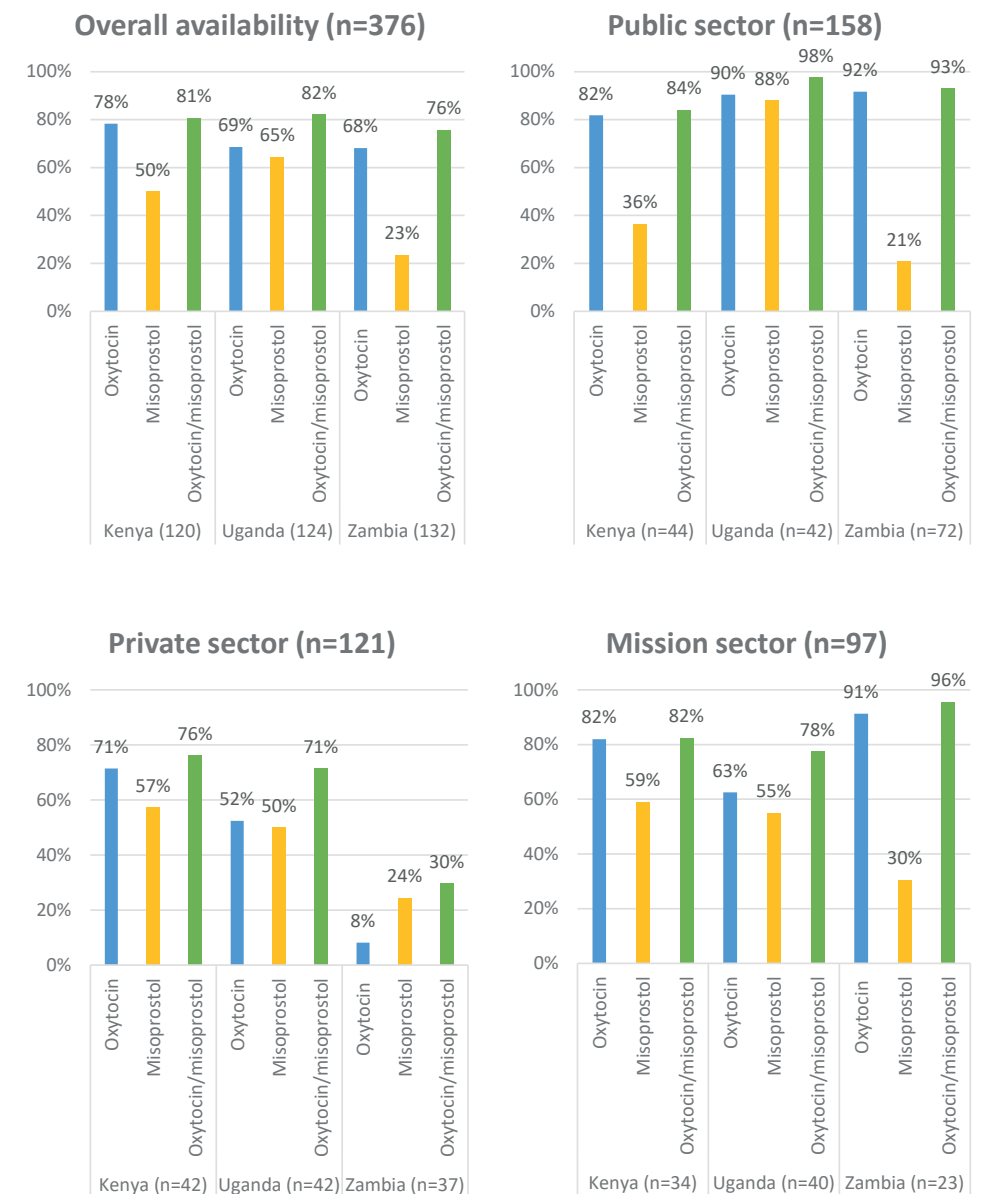 Overall availability (n=376)
100%
80%
60%
40%
20%
0%
78%
50%
81%
69%
65%
82%
68%
23%
76%
Oxytocin
Misoprostol
Oxytocin/misoprostol
Oxytocin
Misoprostol
Oxytocin/misoprostol
Oxytocin
Misoprostol
Oxytocin/misoprostol
Kenya (120)
Uganda (124)
Zambia (132)
Public sector (n=158)
100%
80%
60%
40%
20%
0%
82%
36%
84%
90%
88%
98%
92%
21%
93%
Oxytocin
Misoprostol
Oxytocin/misoprostol
Oxytocin
Misoprostol
Oxytocin/misoprostol
Oxytocin
Misoprostol
Oxytocin/misoprostol
Kenya (n=44)
Uganda (n=42)
Zambia (n=72)
Private sector (n=121)
100%
80%
60%
40%
20%
0%
71%
57%
76%
52%
50%
71%
8%
24%
30%
Oxytocin
Misoprostol
Oxytocin/misoprostol
Oxytocin
Misoprostol
Oxytocin/misoprostol
Oxytocin
Misoprostol
Oxytocin/misoprostol
Kenya (n=42)
Uganda (n=42)
Zambia (n=37)
Mission sector (n=97)
100%
80%
60%
40%
20%
0%
82%
59%
82%
63%
55%
78%
91%
30%
96%
Oxytocin
Misoprostol
Oxytocin/misoprostol
Oxytocin
Misoprostol
Oxytocin/misoprostol
Oxytocin
Misoprostol
Oxytocin/misoprostol
Kenya (n=34)
Uganda (n=40)
Zambia (n=23)